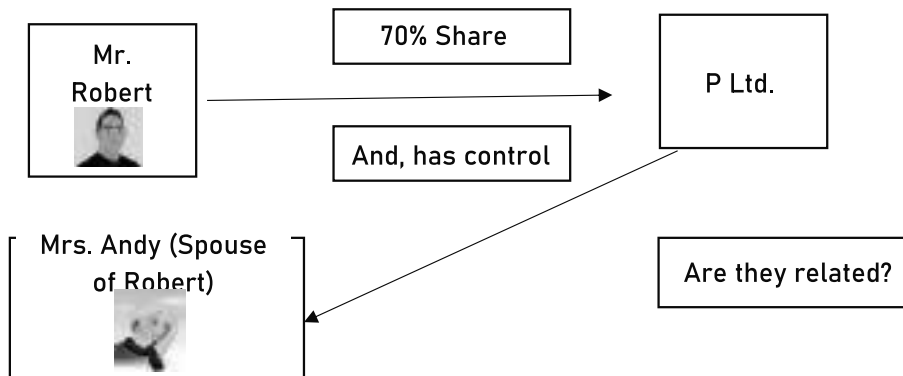 Mr.
Robert
70% Share
And, has control
P Ltd.
Mrs. Andy (Spouse
of Robert)
Are they related?